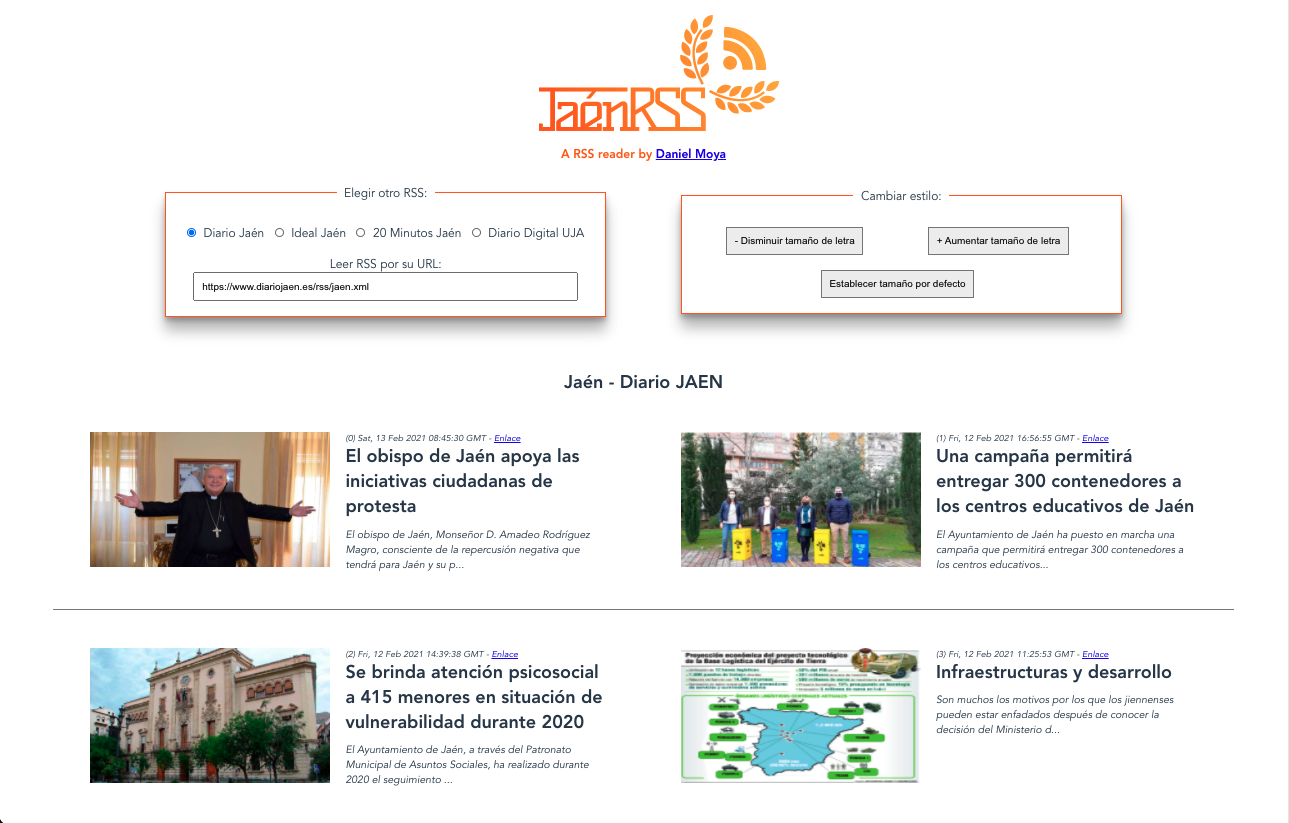 JaénRSS
A RSS reader by Daniel Moya
Elegir otro RSS:
Diario Jaén Ideal Jaén 20 Minutos Jaén Diario Digital UJA
Leer RSS por su URL:
https://www.diariojaen.es/rss/jaen.xml
Cambiar estilo:
- Disminuir tamaño de letra
+ Aumentar tamaño de letra
Establecer tamaño por defecto
Jaén - Diario JAEN
(0) Sat, 13 Feb 2021 08:45:30 GMT - Enlace
El obispo de Jaén apoya las
iniciativas ciudadanas de
protesta
El obispo de Jaén, Monseñor D. Amadeo Rodríguez
Magro, consciente de la repercusión negativa que
tendrá para Jaén y su p...
(1) Fri, 12 Feb 2021 16:56:55 GMT - Enlace
Una campaña permitirá
entregar 300 contenedores a
los centros educativos de Jaén
El Ayuntamiento de Jaén ha puesto en marcha una
campaña que permitirá entregar 300 contenedores a
los centros educativos...
(2) Fri, 12 Feb 2021 14:39:38 GMT - Enlace
Se brinda atención psicosocial
a 415 menores en situación de
vulnerabilidad durante 2020
El Ayuntamiento de Jaén, a través del Patronato
Municipal de Asuntos Sociales, ha realizado durante
2020 el seguimiento ...
Proyección económica del proyecto tecnológico
de la Base Logística del Ejército de Tierra
(3) Fri, 12 Feb 2021 11:25:53 GMT - Enlace
Infraestructuras y desarrollo
Son muchos los motivos por los que los jiennenses
pueden estar enfadados después de conocer la
decisión del Ministerio d...